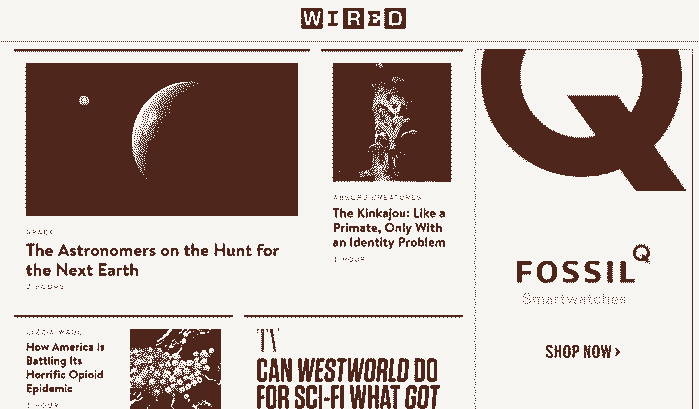 WIRED
SPACE
The Astronomers on the Hunt for
the Next Earth
2 HOURS
ABSURD CREATURES
The Kinkajou: Like a
Primate, Only With
an Identity Problem
1 HOUR
Q
FOSSIL Q
Smartwatches
SHOP NOW ›
How America Is
Battling Its
Horrific Opioid
Epidemic
1 HOUR
TV
CAN WESTWORLD DO
FOR SCI-FI WHAT GOT